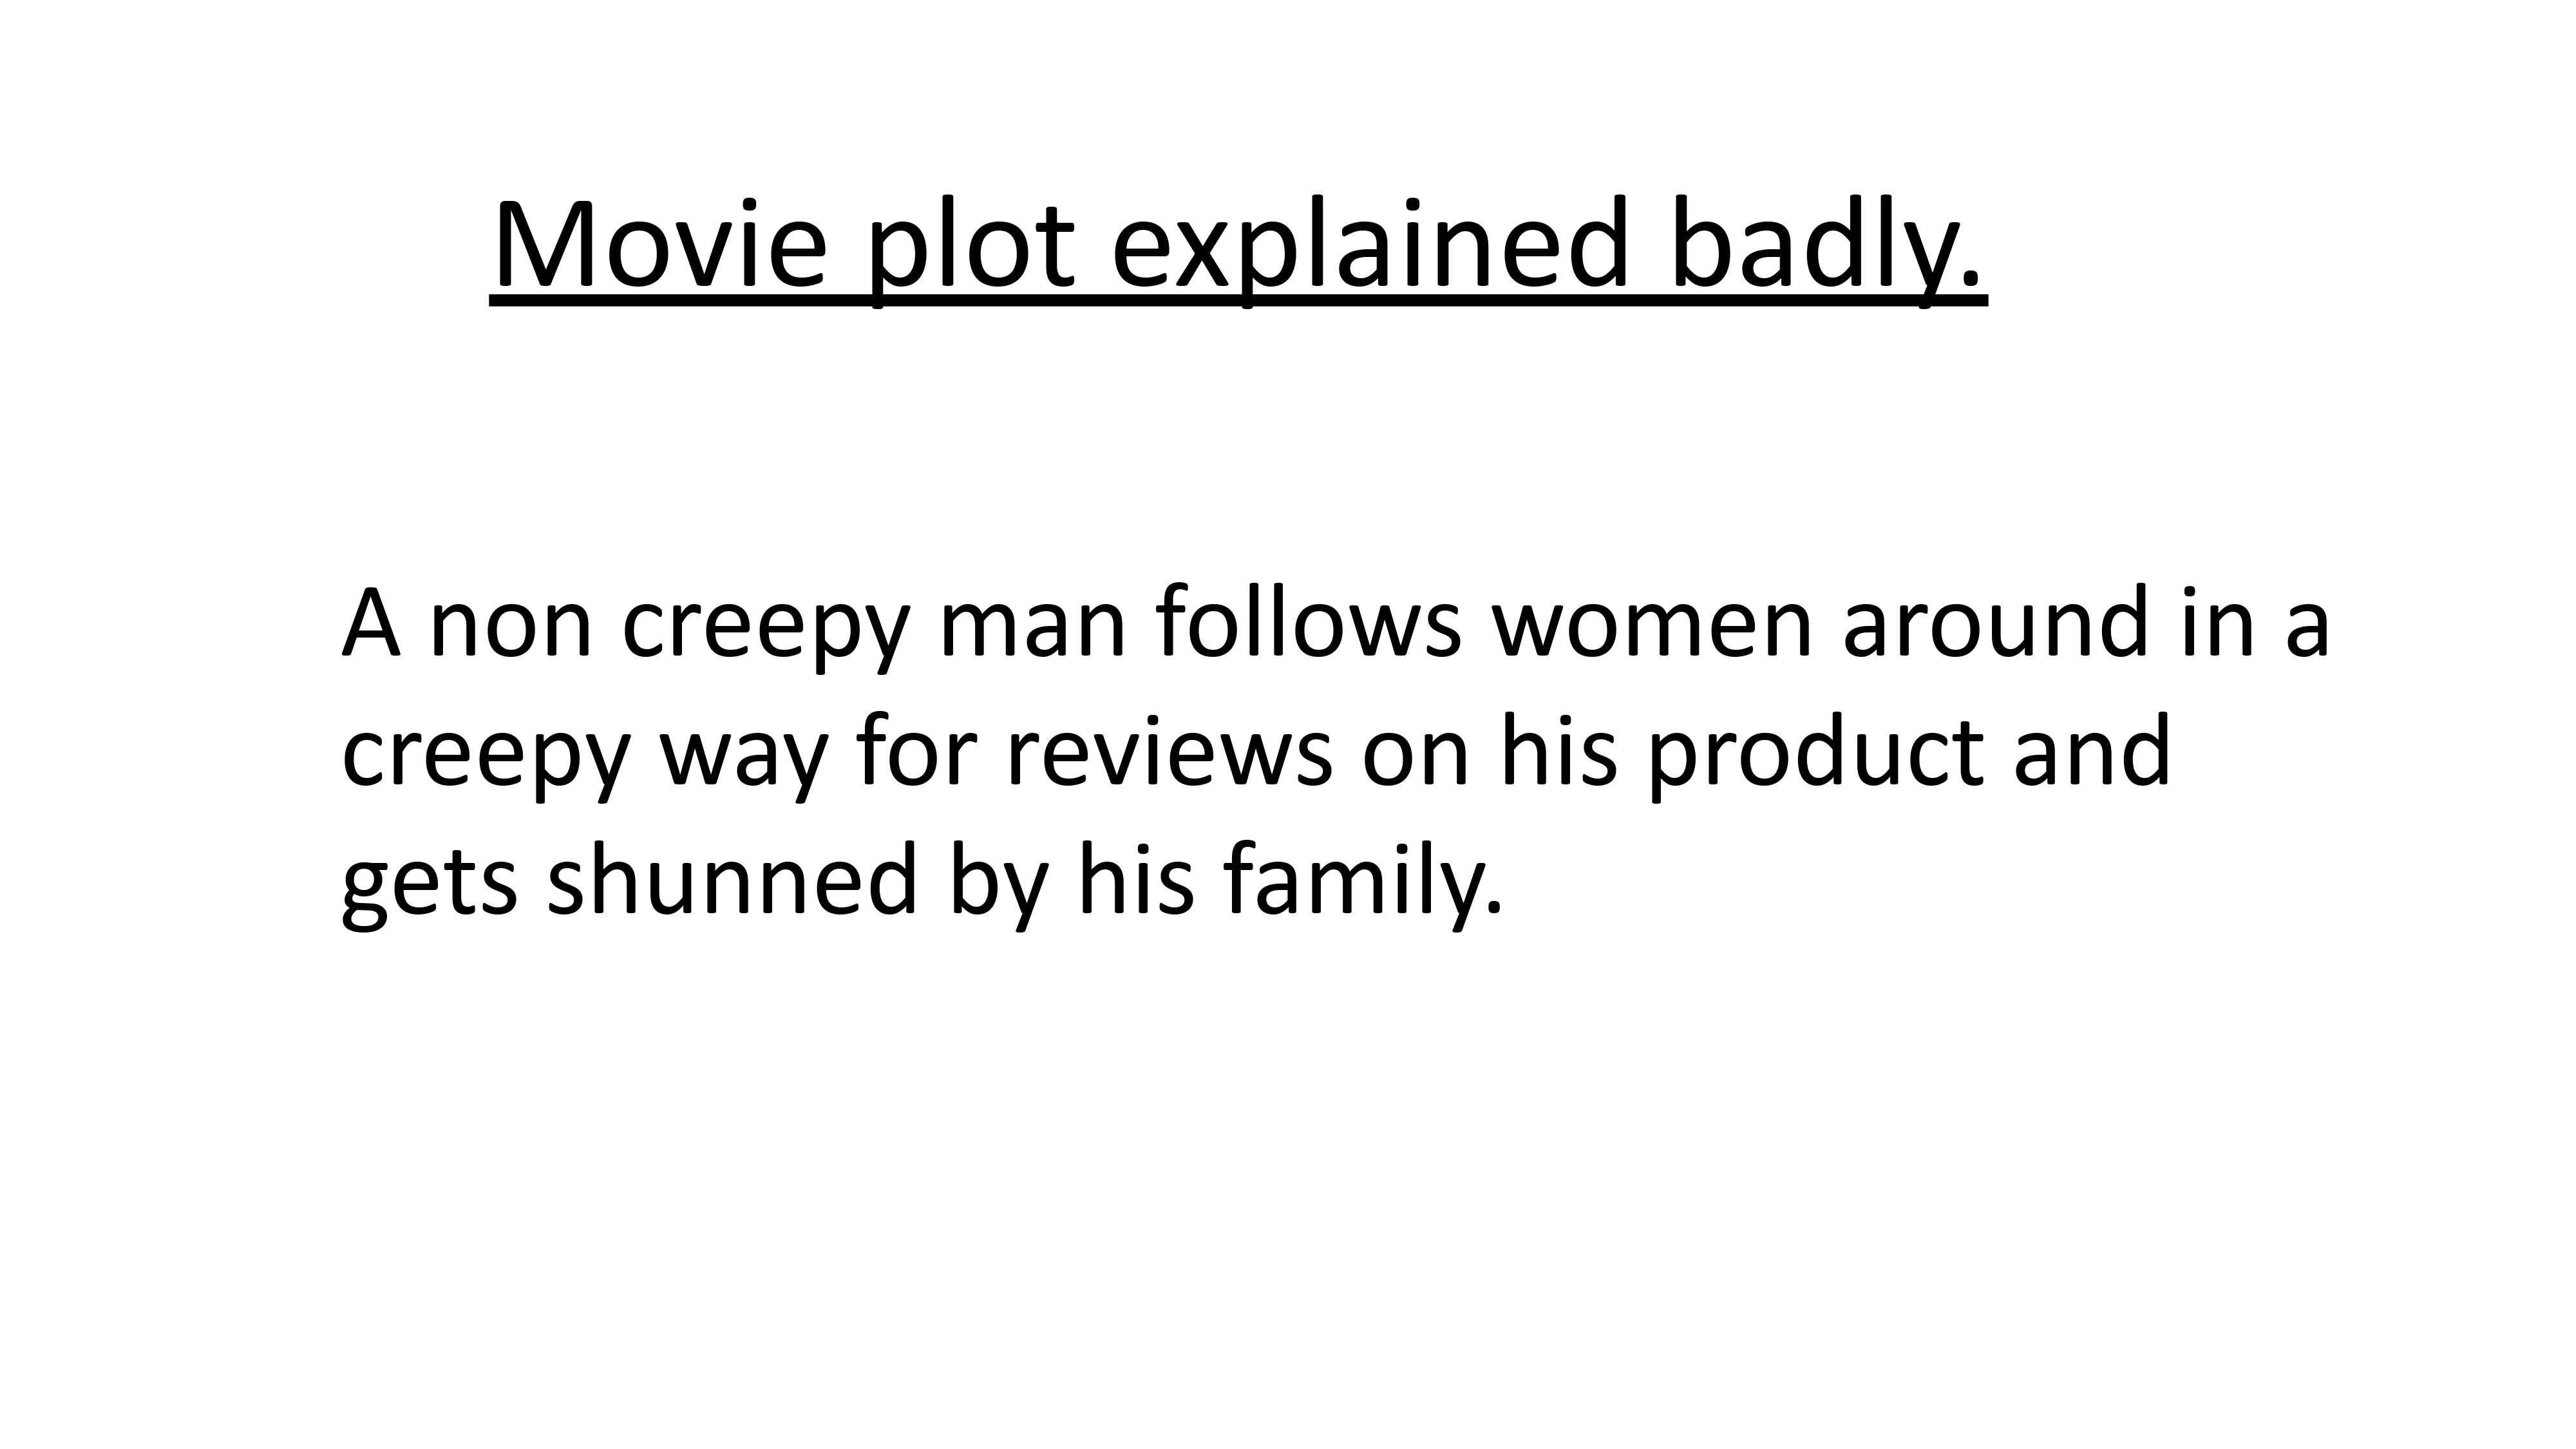 Movie plot explained badly.
A non creepy man follows women around in a
creepy way for reviews on his product and
gets shunned by his family.